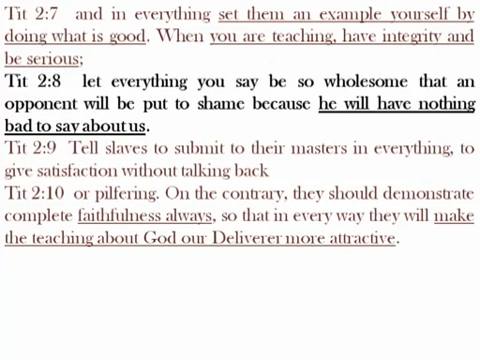 Tit 2:7 and in everything set them an example yourself by
doing what is good. When you are teaching, have integrity and
be serious;
Tit 2:8 let everything you say be so wholesome that an
opponent will be put to shame because he will have nothing
bad to say about us.
Tit 2:9 Tell slaves to submit to their masters in everything, to
give satisfaction without talking back
Tit 2:10 or pilfering. On the contrary, they should demonstrate
complete faithfulness always, so that in every way they will make
the teaching about God our Deliverer more attractive.